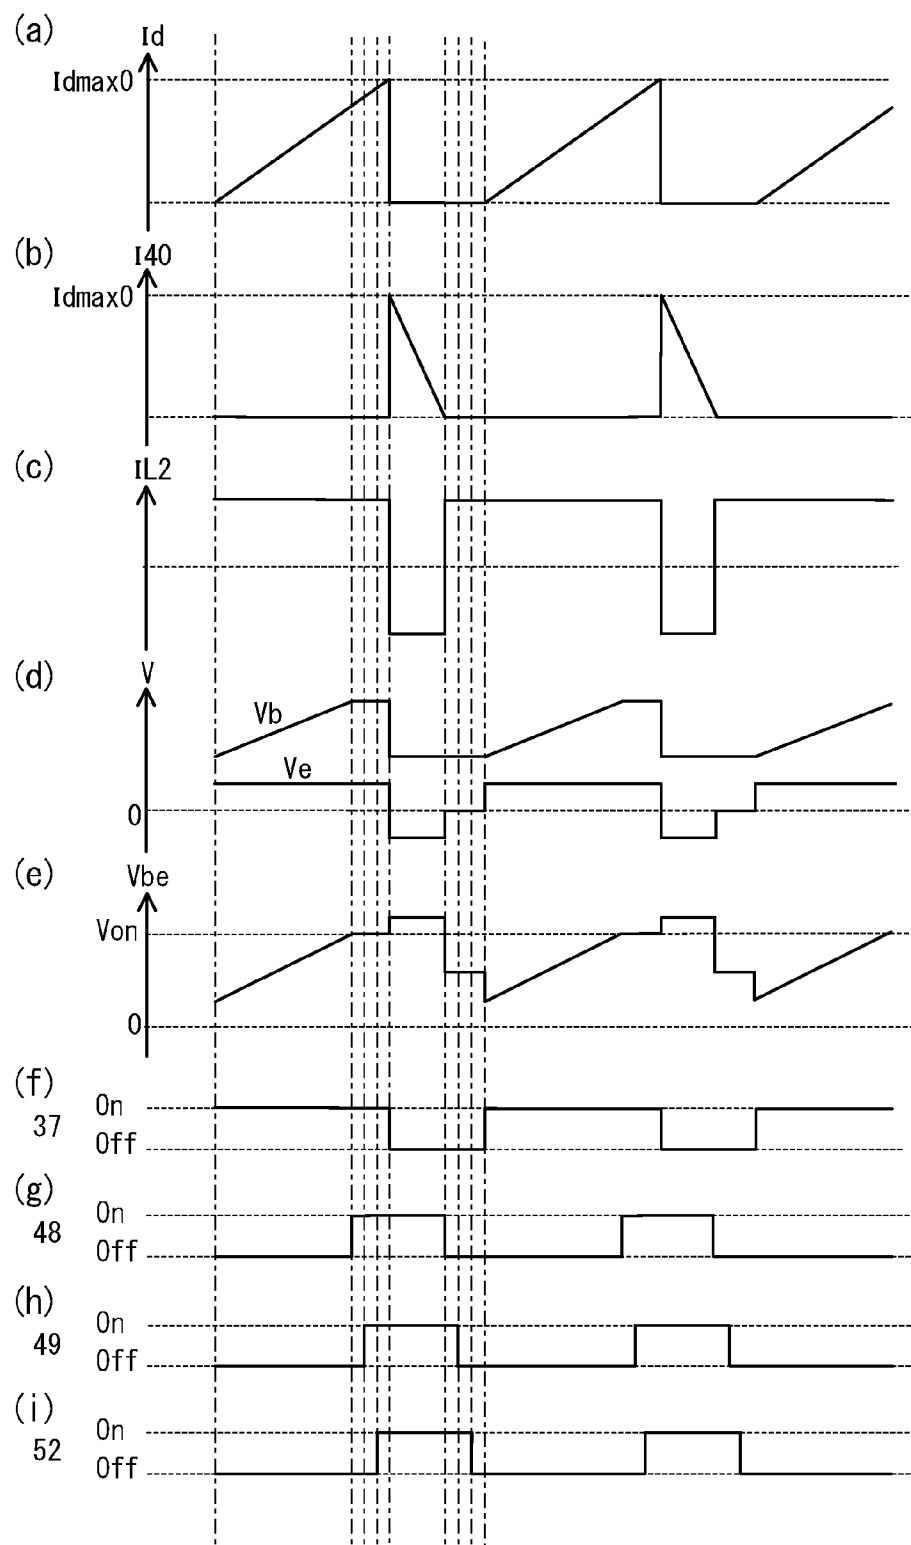 (a)
Id
Idmax0
(b)
I40
Idmax0
(c)
IL2
(d)
V
Vb
Ve
0
(e)
Vbe
Von
0
(f)
On
37
Off
(g)
On
48
Off
(h)
On
49
Off
(i)
On
52
Off